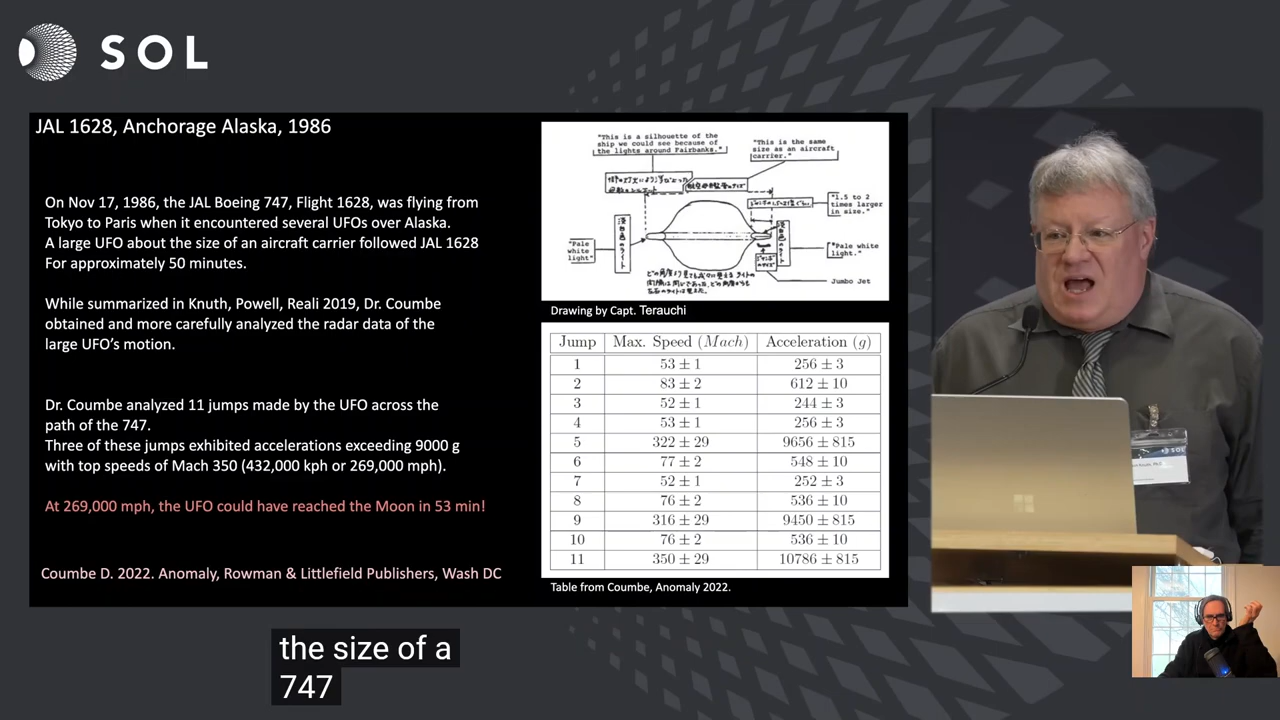 SOL
JAL 1628, Anchorage Alaska, 1986
On Nov 17, 1986, the JAL Boeing 747, Flight 1628, was flying from
Tokyo to Paris when it encountered several UFOs over Alaska.
A large UFO about the size of an aircraft carrier followed JAL 1628
For approximately 50 minutes.
While summarized in Knuth, Powell, Reali 2019, Dr. Coumbe
obtained and more carefully analyzed the radar data of the
large UFO's motion.
Dr. Coumbe analyzed 11 jumps made by the UFO across the
path of the 747.
Three of these jumps exhibited accelerations exceeding 9000 g
with top speeds of Mach 350 (432,000 kph or 269,000 mph).
At 269,000 mph, the UFO could have reached the Moon in 53 min!
Coumbe D. 2022. Anomaly, Rowman & Littlefield Publishers, Wash DC
"This is a silhouette of the
ship we could see because of
the lights around Fairbanks."
"This is the same
size as an aircraft
carrier."
"1.5 to 2
times larger
in size."
"Pale
white
light"
"Pale white
light."
Jumbo Jet
Drawing by Capt. Terauchi
Jump Max. Speed (Mach) Acceleration (g)
1 53 ± 1 256 ± 3
2 83 ± 2 612 ± 10
3 52 ± 1 244 ± 3
4 53 ± 1 256 ± 3
5 322 ± 29 9656 ± 815
6 77 ± 2 548 ± 10
7 52 ± 1 252 ± 3
8 76 ± 2 536 ± 10
9 316 ± 29 9450 ± 815
10 76 ± 2 536 ± 10
11 350 ± 29 10786 ± 815
Table from Coumbe, Anomaly 2022.
SOL
the size of a
747